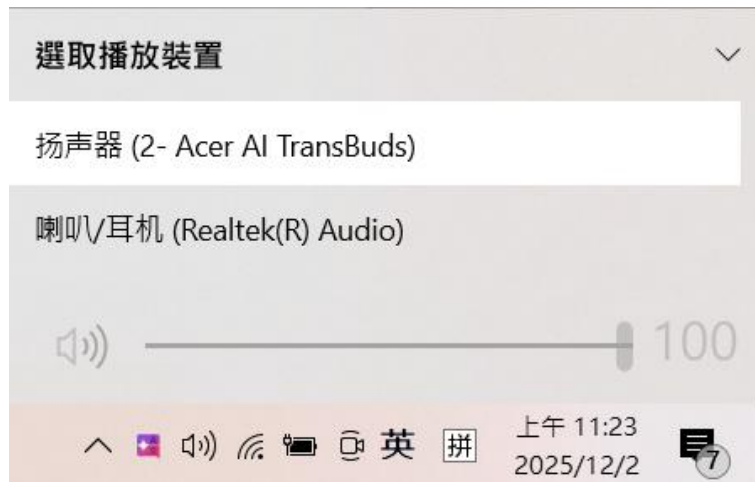 選取播放裝置
扬声器 (2- Acer AI TransBuds)
喇叭/耳机 (Realtek(R) Audio)
100
英 拼 上午 11:23
2025/12/2
7